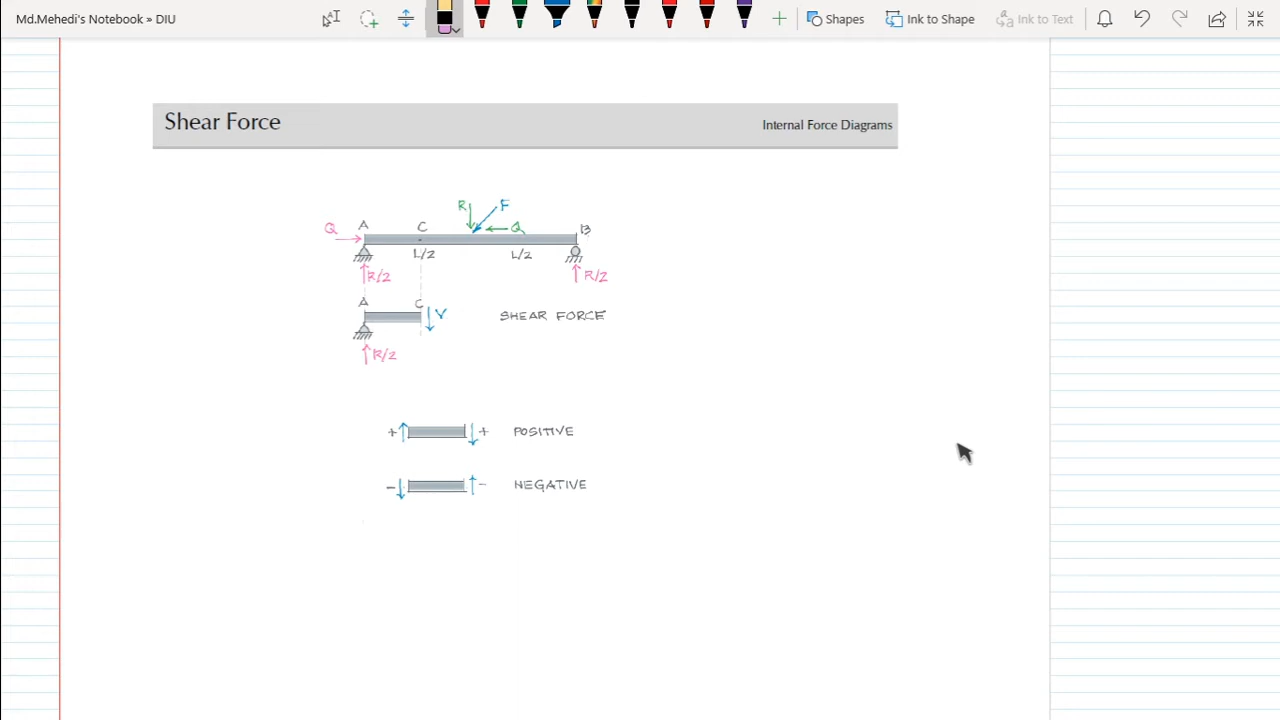 Md.Mehedi's Notebook » DIU
Shapes
Ink to Shape
Ink to Text
Shear Force
Internal Force Diagrams
R F
Q A C Q B
L/2 L/2
R/2 R/2
A C
V SHEAR FORCE
R/2
+ + POSITIVE
- - NEGATIVE